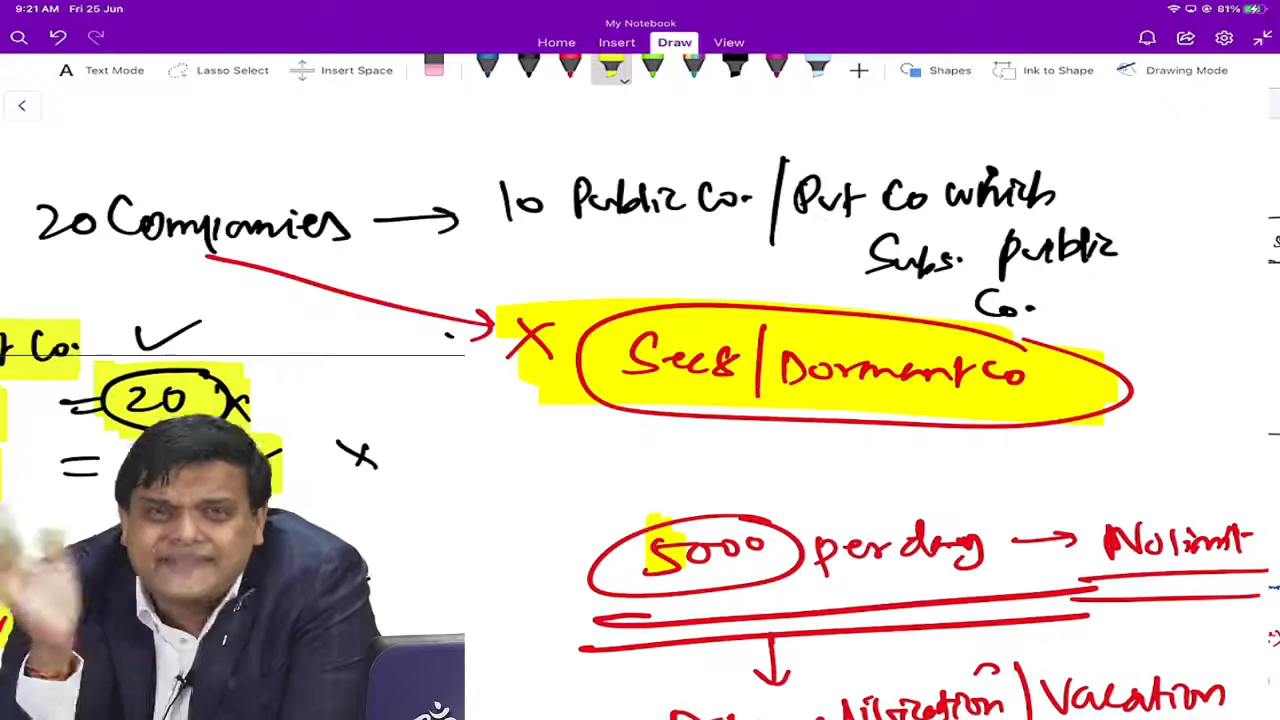 9:21 AM Fri 25 Jun
81%
My Notebook
Home Insert Draw View
Text Mode Lasso Select Insert Space Shapes Ink to Shape Drawing Mode
20 Companies → 10 Public Co. / Pvt Co which
Subs. public
Co.
t Co. ✓
= 20 x
x Sec8 / Dormant Co
= x
5000 per day → No limit
/ Vacation